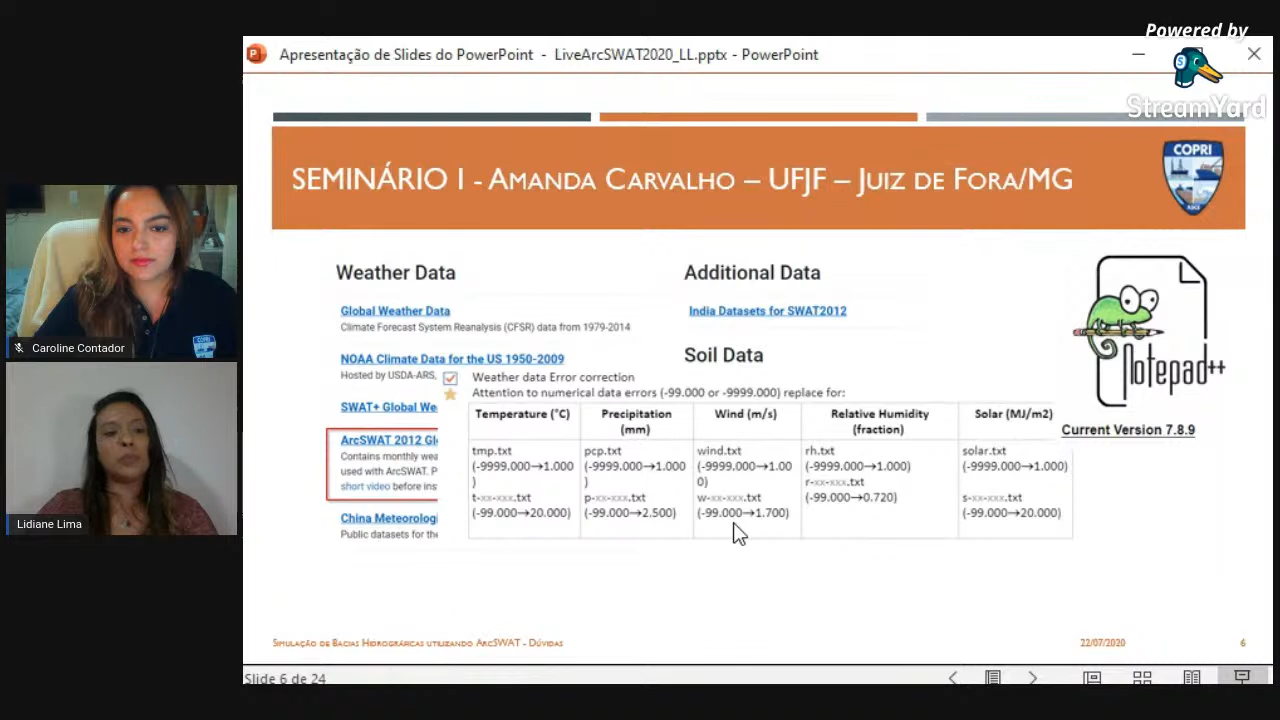 Powered by
StreamYard
Apresentação de Slides do PowerPoint - LiveArcSWAT2020_LL.pptx - PowerPoint
SEMINÁRIO I - AMANDA CARVALHO – UFJF – JUIZ DE FORA/MG
COPRI
Weather Data
Global Weather Data
Climate Forecast System Reanalysis (CFSR) data from 1979-2014
NOAA Climate Data for the US 1950-2009
Hosted by USDA-ARS,
SWAT+ Global We
ArcSWAT 2012 Gl
Contains monthly wea
used with ArcSWAT. P
short video before ins
China Meteorologi
Public datasets for the
Additional Data
India Datasets for SWAT2012
Soil Data
Weather data Error correction
Attention to numerical data errors (-99.000 or -9999.000) replace for:
Temperature (°C)
Precipitation
(mm)
Wind (m/s)
Relative Humidity
(fraction)
Solar (MJ/m2)
tmp.txt
(-9999.000→1.000
)
t-xx-xxx.txt
(-99.000→20.000)
pcp.txt
(-9999.000→1.000
)
p-xx-xxx.txt
(-99.000→2.500)
wind.txt
(-9999.000→1.00
0)
w-xx-xxx.txt
(-99.000→1.700)
rh.txt
(-9999.000→1.000)
r-xx-xxx.txt
(-99.000→0.720)
solar.txt
(-9999.000→1.000)
s-xx-xxx.txt
(-99.000→20.000)
Notepad++
Current Version 7.8.9
Caroline Contador
COPRI
Lidiane Lima
SIMULAÇÃO DE BACIAS HIDROGRÁFICAS UTILIZANDO ARCSWAT - DÚVIDAS
22/07/2020
6
Slide 6 de 24